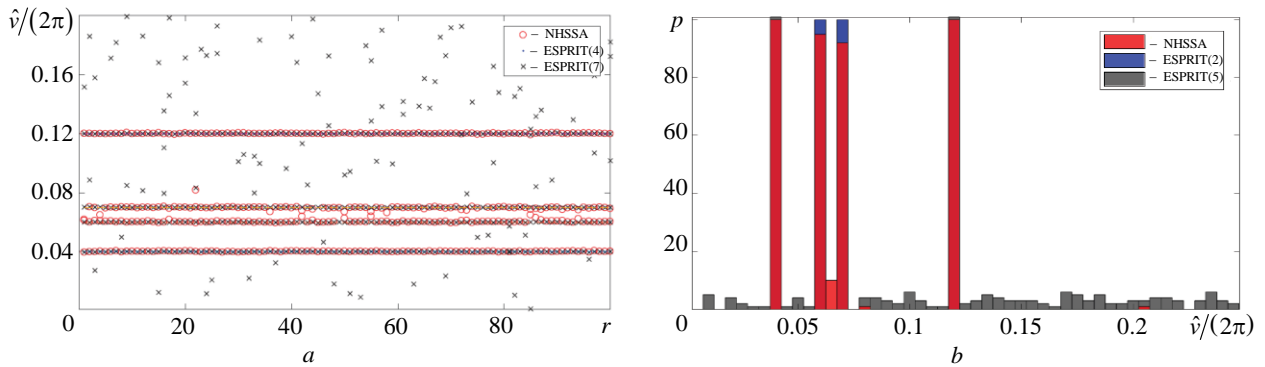 v̂/(2π)
0.16
0.12
0.08
0.04
0
20
40
60
80
r
– NHSSA
– ESPRIT(4)
– ESPRIT(7)
a
p
80
60
40
20
0
0.05
0.1
0.15
0.2
v̂/(2π)
– NHSSA
– ESPRIT(2)
– ESPRIT(5)
b